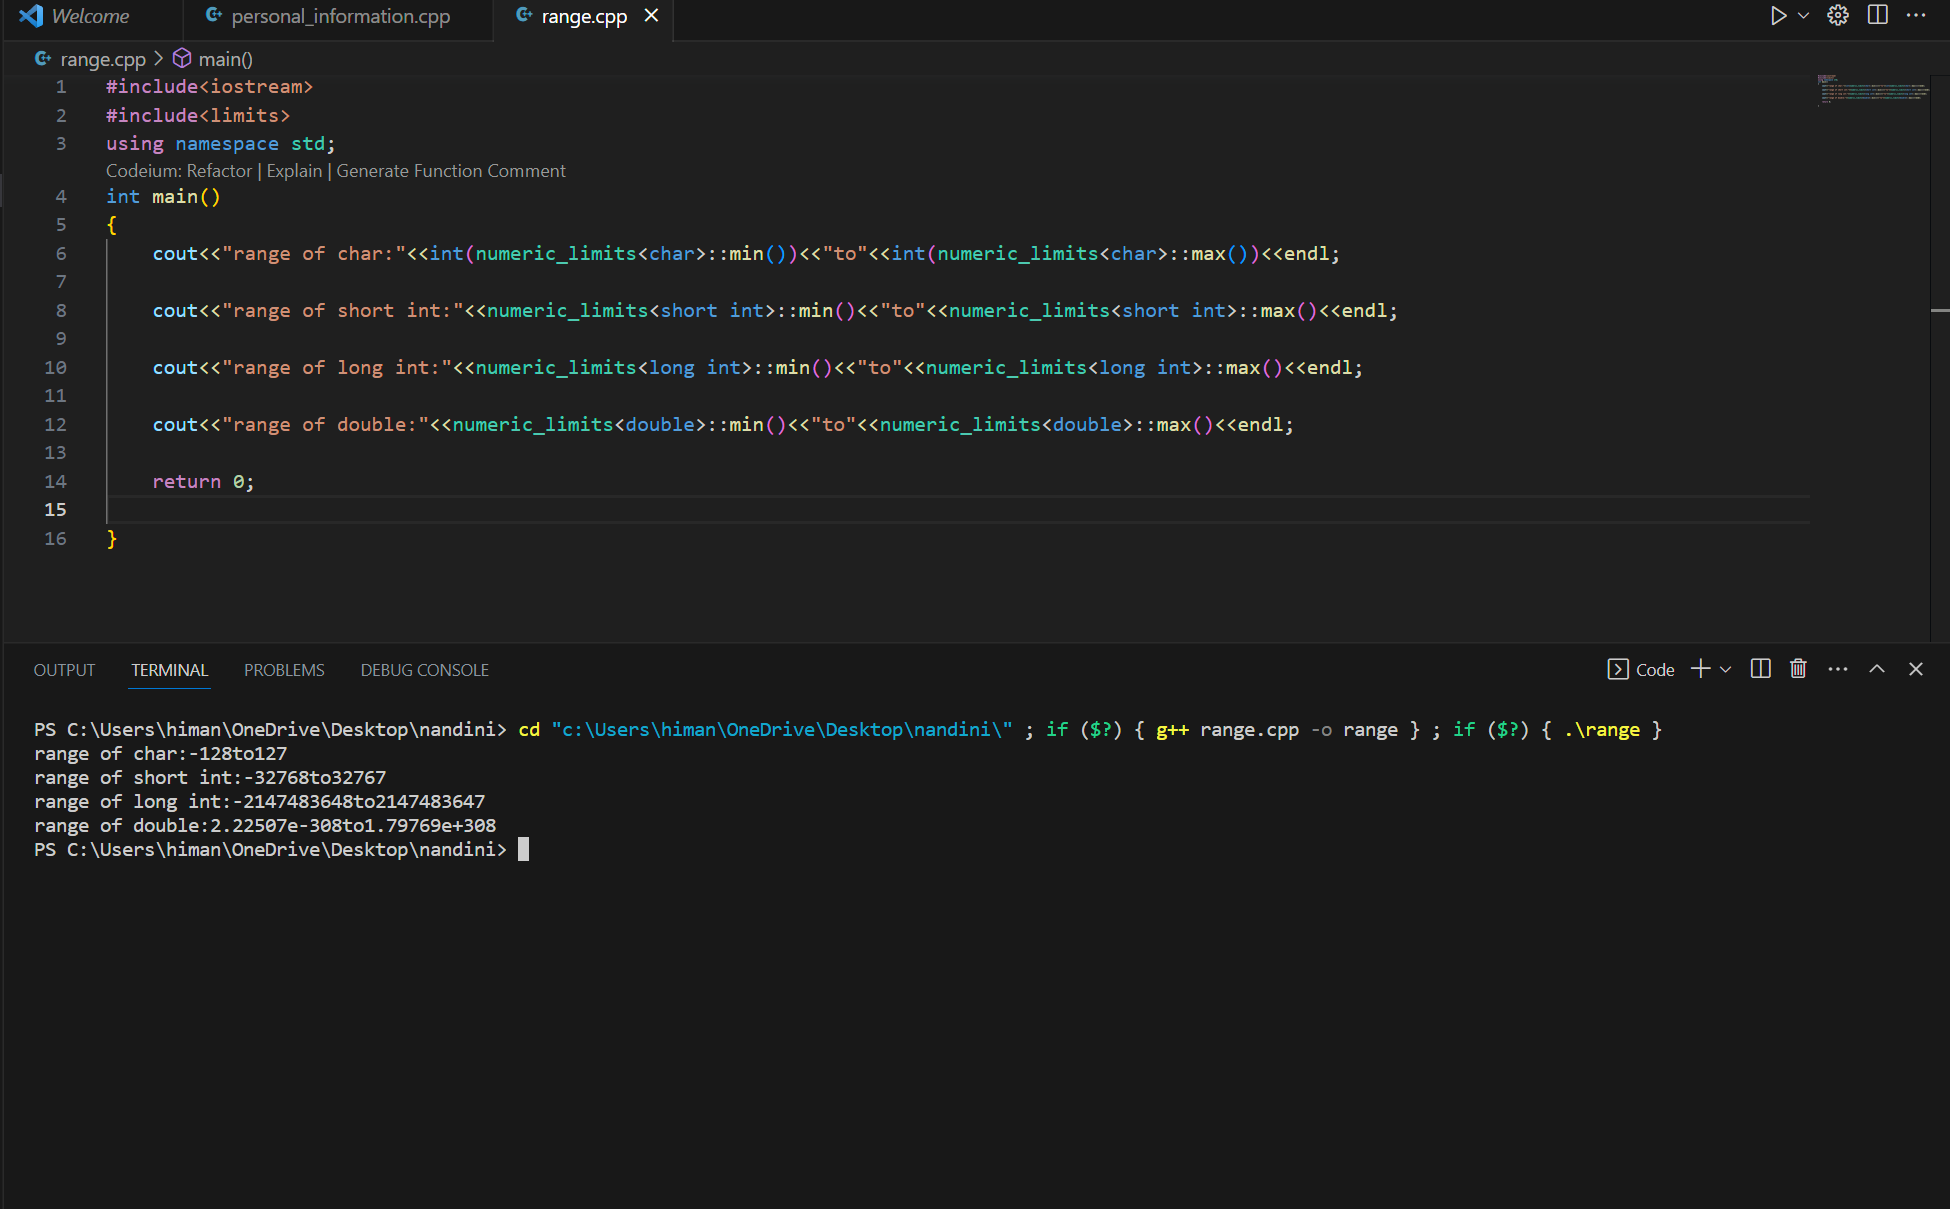 Welcome personal_information.cpp range.cpp
range.cpp > main()
1 #include<iostream>
2 #include<limits>
3 using namespace std;
Codeium: Refactor | Explain | Generate Function Comment
4 int main()
5 {
6 cout<<"range of char:"<<int(numeric_limits<char>::min())<<"to"<<int(numeric_limits<char>::max())<<endl;
7
8 cout<<"range of short int:"<<numeric_limits<short int>::min()<<"to"<<numeric_limits<short int>::max()<<endl;
9
10 cout<<"range of long int:"<<numeric_limits<long int>::min()<<"to"<<numeric_limits<long int>::max()<<endl;
11
12 cout<<"range of double:"<<numeric_limits<double>::min()<<"to"<<numeric_limits<double>::max()<<endl;
13
14 return 0;
15
16 }
OUTPUT TERMINAL PROBLEMS DEBUG CONSOLE Code
PS C:\Users\himan\OneDrive\Desktop\nandini> cd "c:\Users\himan\OneDrive\Desktop\nandini\" ; if ($?) { g++ range.cpp -o range } ; if ($?) { .\range }
range of char:-128to127
range of short int:-32768to32767
range of long int:-2147483648to2147483647
range of double:2.22507e-308to1.79769e+308
PS C:\Users\himan\OneDrive\Desktop\nandini>